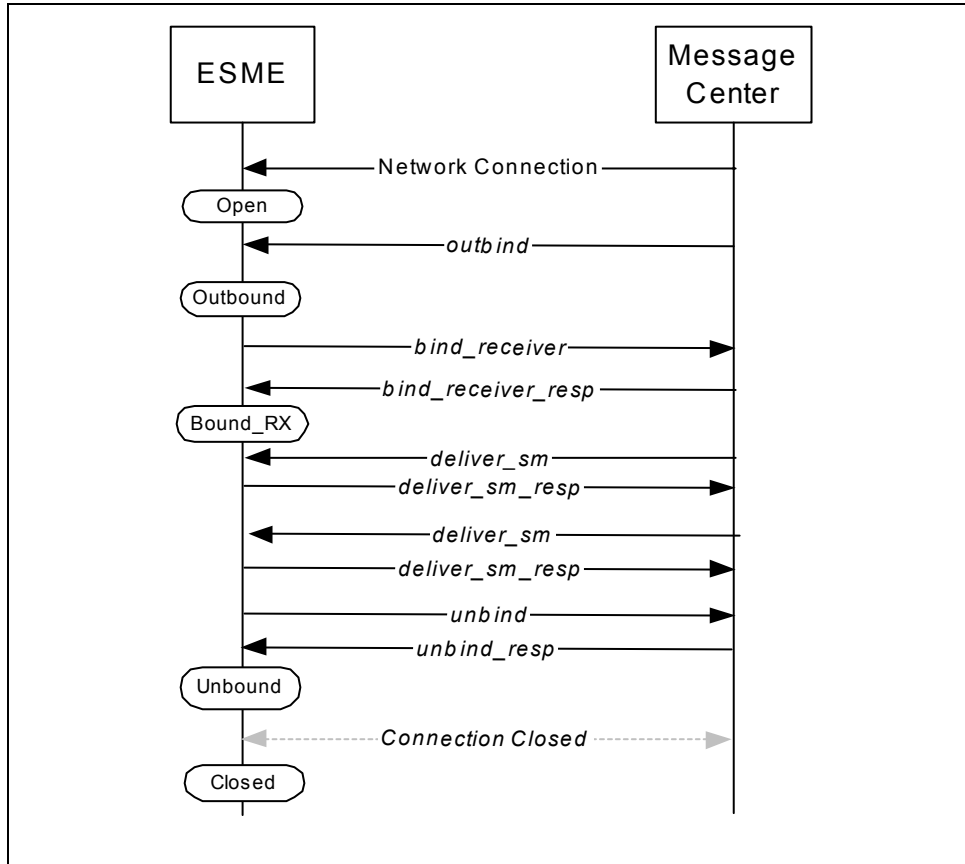 ESME
Message
Center
Network Connection
Open
outbind
Outbound
bind_receiver
bind_receiver_resp
Bound_RX
deliver_sm
deliver_sm_resp
deliver_sm
deliver_sm_resp
unbind
unbind_resp
Unbound
Connection Closed
Closed